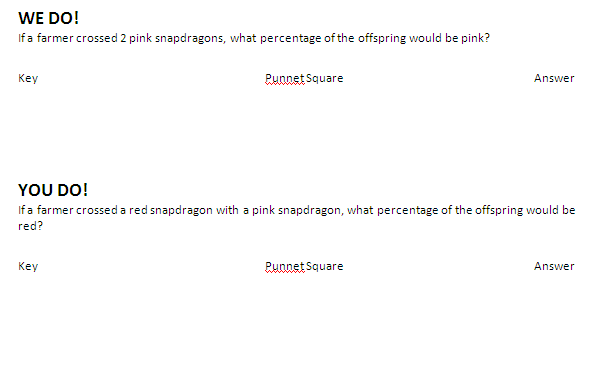 WE DO!
If a farmer crossed 2 pink snapdragons, what percentage of the offspring would be pink?
Key Punnet Square Answer
YOU DO!
If a farmer crossed a red snapdragon with a pink snapdragon, what percentage of the offspring would be
red?
Key Punnet Square Answer